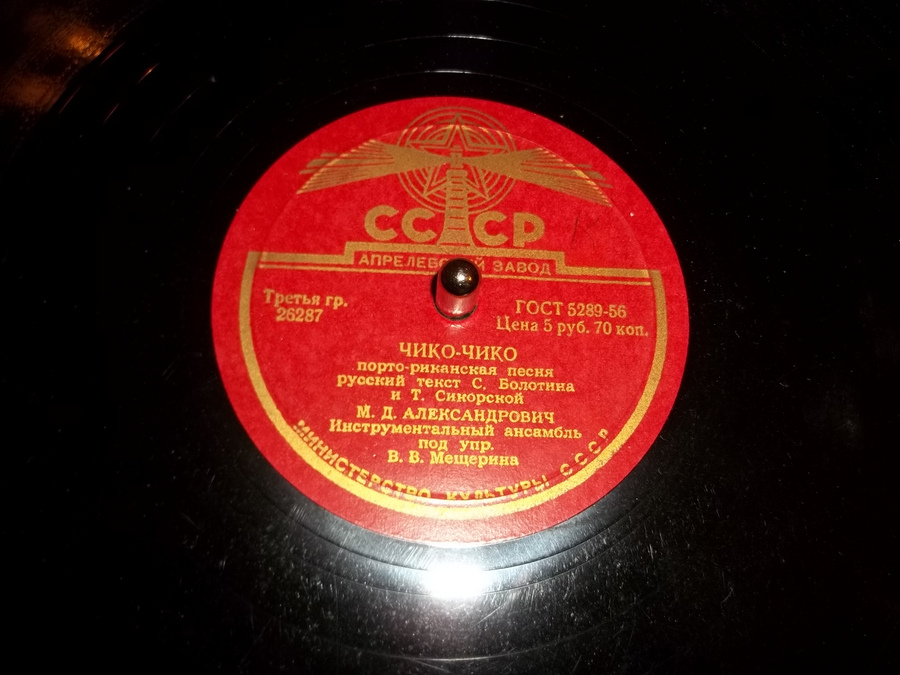 СССР
АПРЕЛЕВСКИЙ ЗАВОД
Третья гр.
26287
ГОСТ 5289-56
Цена 5 руб. 70 коп.
ЧИКО-ЧИКО
порто-риканская песня
русский текст С. Болотина
и Т. Сикорской
М. Д. АЛЕКСАНДРОВИЧ
Инструментальный ансамбль
под упр.
В. В. Мещерина
МИНИСТЕРСТВО КУЛЬТУРЫ СССР